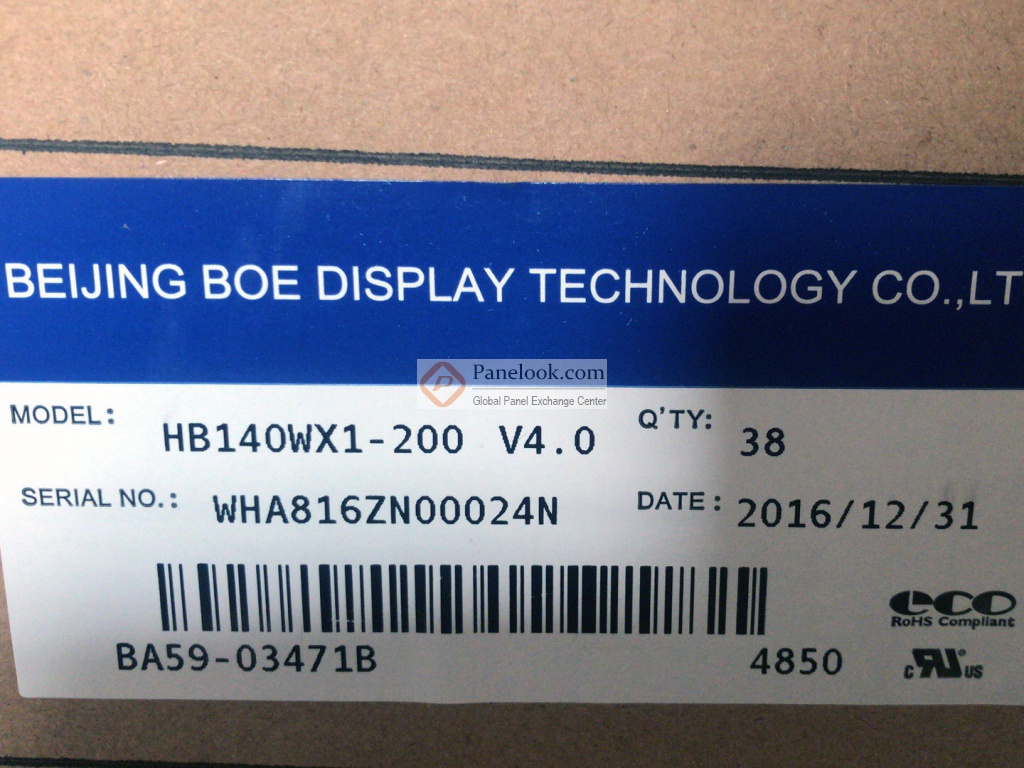 BEIJING BOE DISPLAY TECHNOLOGY CO.,LT
Panelook.com
Global Panel Exchange Center
MODEL: HB140WX1-200 V4.0 Q'TY: 38
SERIAL NO.: WHA816ZN00024N DATE: 2016/12/31
BA59-03471B 4850
eco
RoHS Compliant
c RU ® US